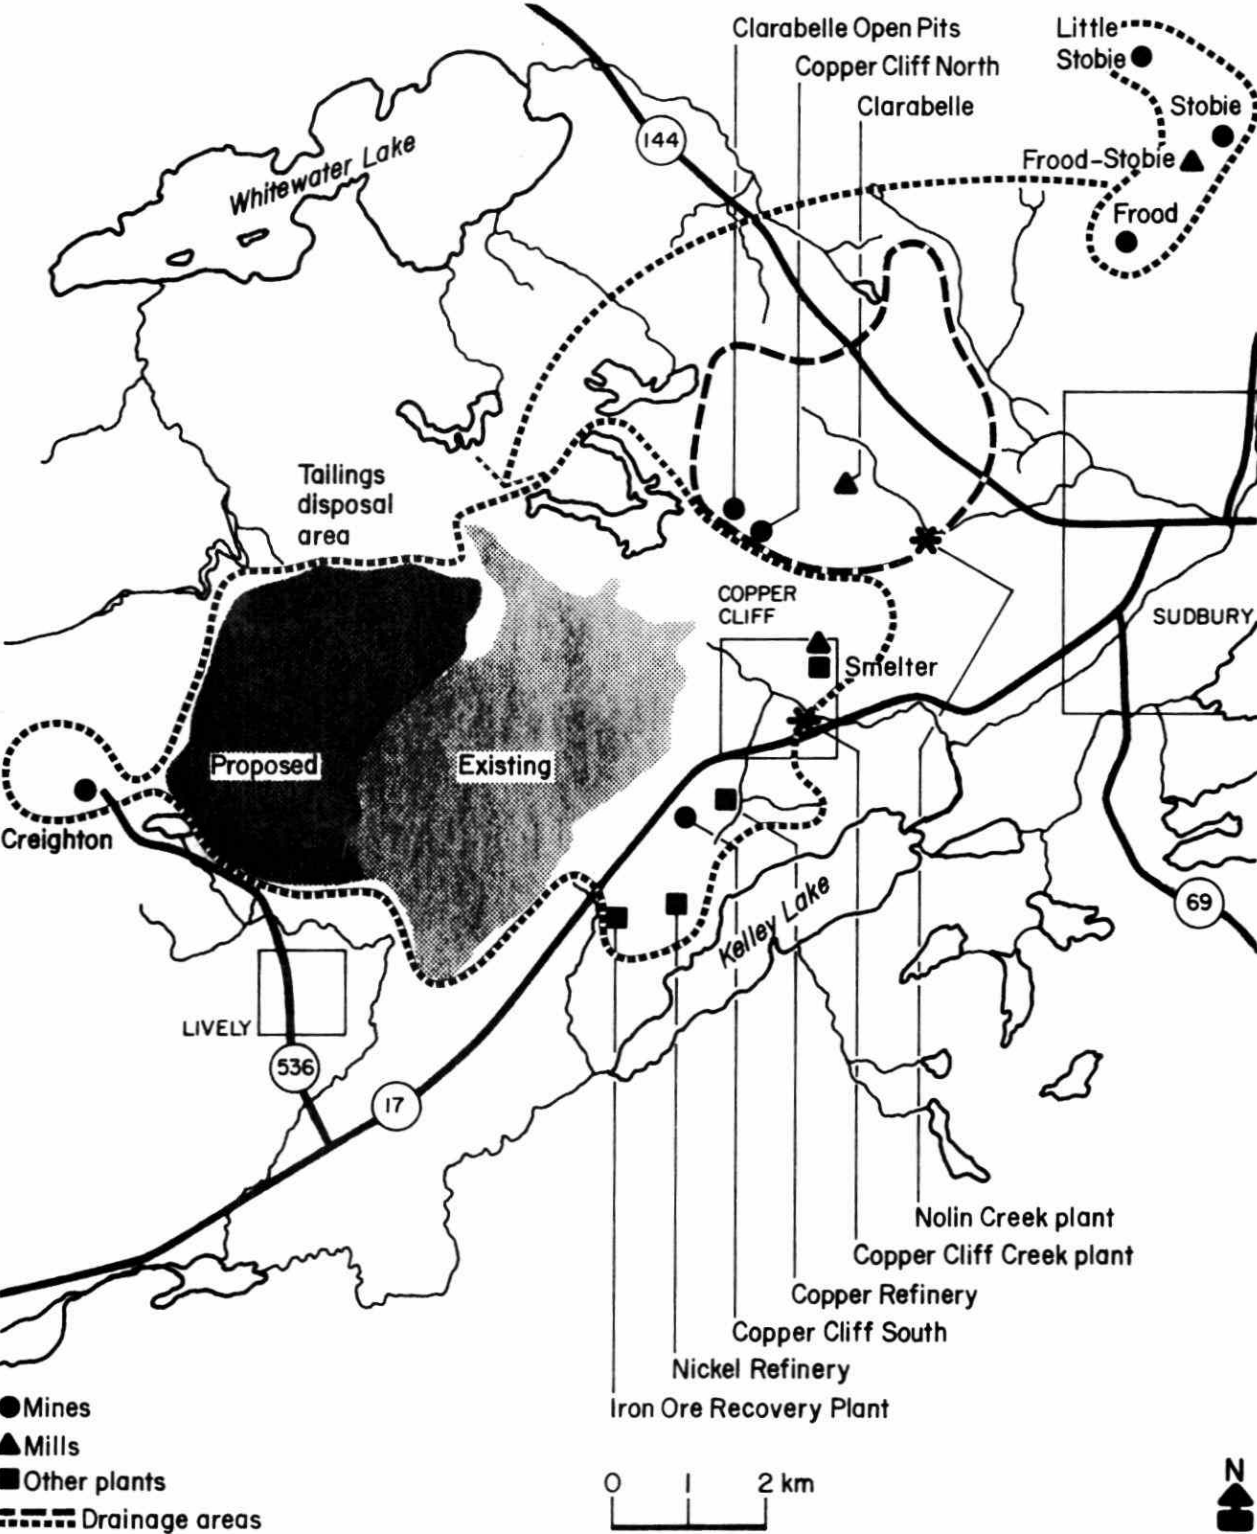 Clarabelle Open Pits
Copper Cliff North
Clarabelle
Little
Stobie
Stobie
Frood-Stobie
Frood
144
Whitewater Lake
Tailings
disposal
area
COPPER
CLIFF
SUDBURY
Smelter
Proposed
Existing
Creighton
Kelley Lake
69
LIVELY
536
17
Nolin Creek plant
Copper Cliff Creek plant
Copper Refinery
Copper Cliff South
Nickel Refinery
Iron Ore Recovery Plant
Mines
Mills
Other plants
Drainage areas
0 1 2 km
N